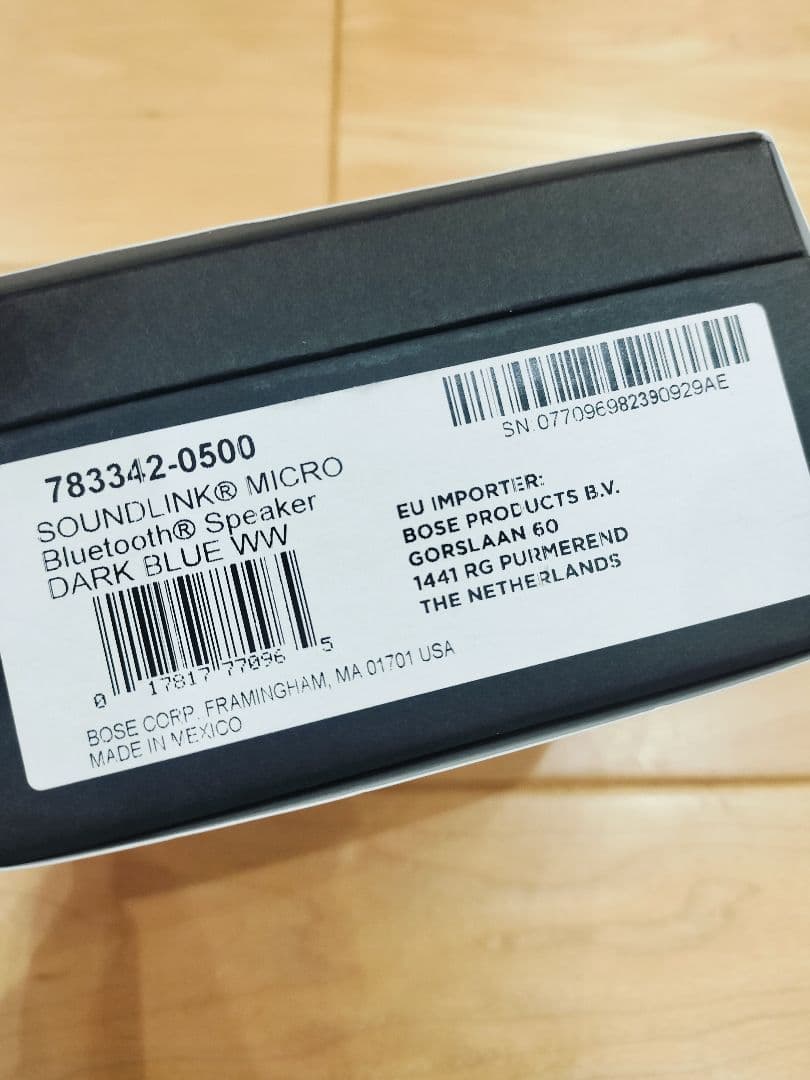 SN.077096982390929AE
783342-0500
SOUNDLINK® MICRO
Bluetooth® Speaker
DARK BLUE WW
0 17817 77096 5
EU IMPORTER:
BOSE PRODUCTS B.V.
GORSLAAN 60
1441 RG PURMEREND
THE NETHERLANDS
BOSE CORP. FRAMINGHAM, MA 01701 USA
MADE IN MEXICO